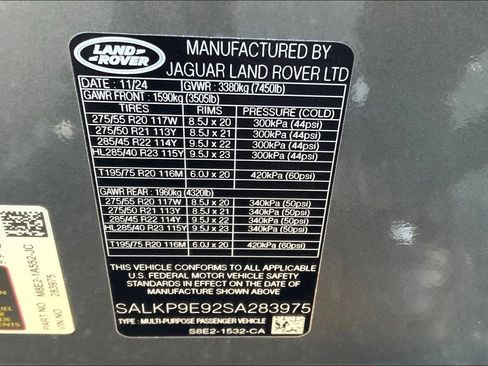 LAND
ROVER
MANUFACTURED BY
JAGUAR LAND ROVER LTD
DATE : 11/24 GVWR : 3380kg (7450lb)
GAWR FRONT : 1590kg (3505lb)
TIRES RIMS PRESSURE (COLD)
275/55 R20 117W 8.5J x 20 300kPa (44psi)
275/50 R21 113Y 8.5J x 21 300kPa (44psi)
285/45 R22 114Y 9.5J x 22 300kPa (44psi)
HL285/40 R23 115Y 9.5J x 23 300kPa (44psi)
T195/75 R20 116M 6.0J x 20 420kPa (60psi)
GAWR REAR : 1960kg (4320lb)
275/55 R20 117W 8.5J x 20 340kPa (50psi)
275/50 R21 113Y 8.5J x 21 340kPa (50psi)
285/45 R22 114Y 9.5J x 22 340kPa (50psi)
HL285/40 R23 115Y 9.5J x 23 340kPa (50psi)
T195/75 R20 116M 6.0J x 20 420kPa (60psi)
THIS VEHICLE CONFORMS TO ALL APPLICABLE
U.S. FEDERAL MOTOR VEHICLE SAFETY
STANDARDS IN EFFECT ON THE DATE OF
MANUFACTURE SHOWN ABOVE.
SALKP9E92SA283975
TYPE : MULTI-PURPOSE PASSENGER VEHICLE
S8E2-1532-CA
PART NO. MRE2-1A552-JC
VIN NO. 283975